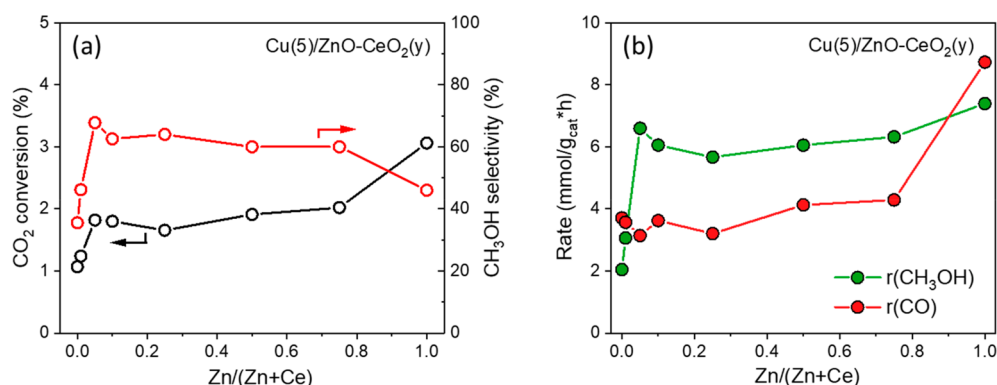 (a)
Cu(5)/ZnO-CeO₂(y)
CO₂ conversion (%)
5
4
3
2
1
0
CH₃OH selectivity (%)
100
80
60
40
20
0
0.0 0.2 0.4 0.6 0.8 1.0
Zn/(Zn+Ce)
(b)
Cu(5)/ZnO-CeO₂(y)
Rate (mmol/g_cat*h)
10
8
6
4
2
0
r(CH₃OH)
r(CO)
0.0 0.2 0.4 0.6 0.8 1.0
Zn/(Zn+Ce)